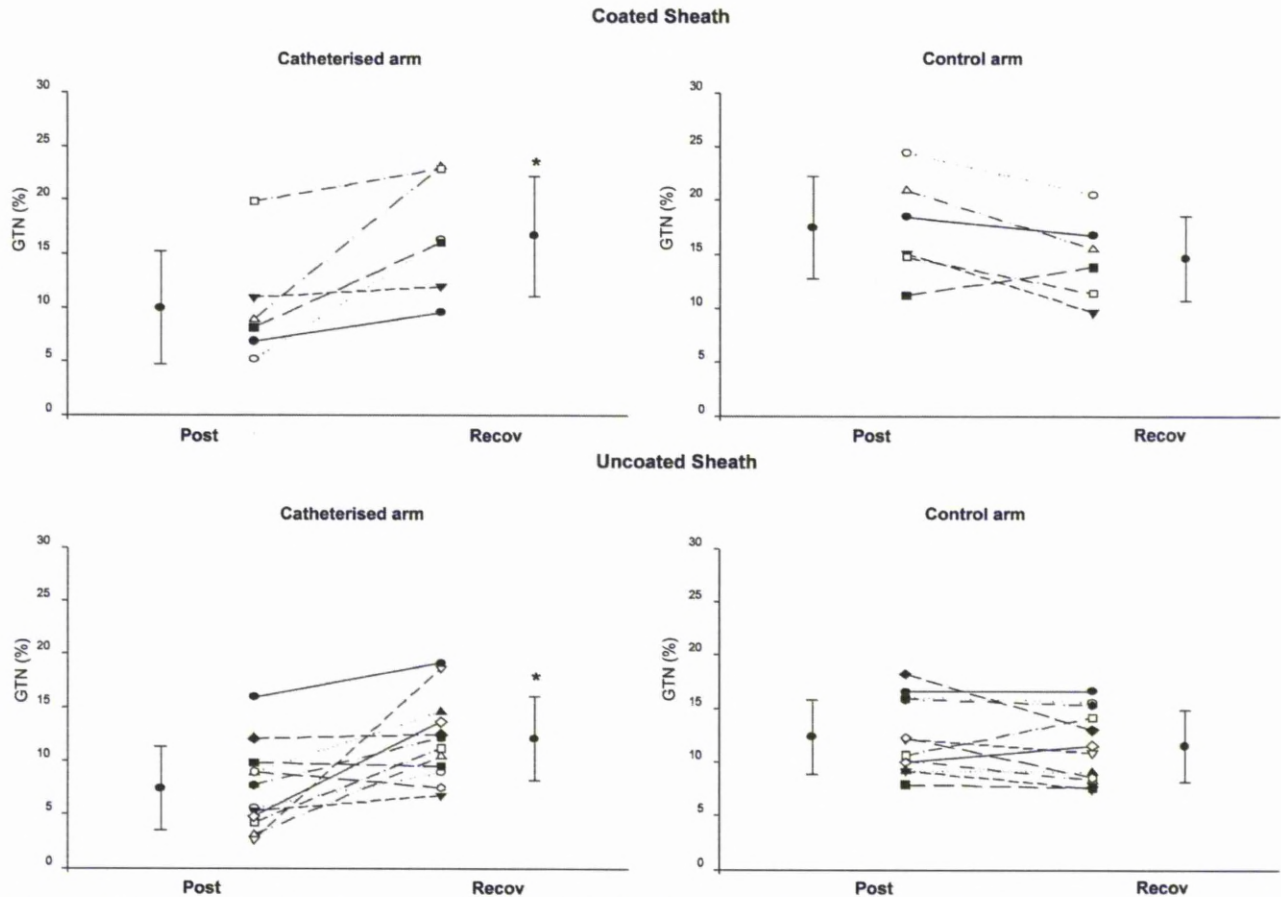 Coated Sheath
Catheterised arm
Control arm
30
25
20
15
10
5
0
GTN (%)
Post
Recov
*
30
25
20
15
10
5
0
GTN (%)
Post
Recov
Uncoated Sheath
Catheterised arm
Control arm
30
25
20
15
10
5
0
GTN (%)
Post
Recov
*
30
25
20
15
10
5
0
GTN (%)
Post
Recov